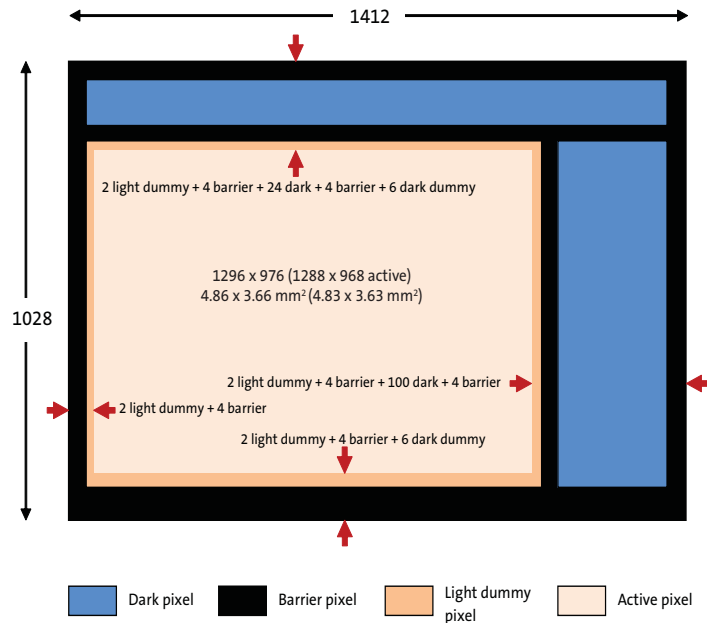 1412
2 light dummy + 4 barrier + 24 dark + 4 barrier + 6 dark dummy
1296 x 976 (1288 x 968 active)
4.86 x 3.66 mm² (4.83 x 3.63 mm²)
1028
2 light dummy + 4 barrier + 100 dark + 4 barrier
2 light dummy + 4 barrier
2 light dummy + 4 barrier + 6 dark dummy
Dark pixel
Barrier pixel
Light dummy
pixel
Active pixel